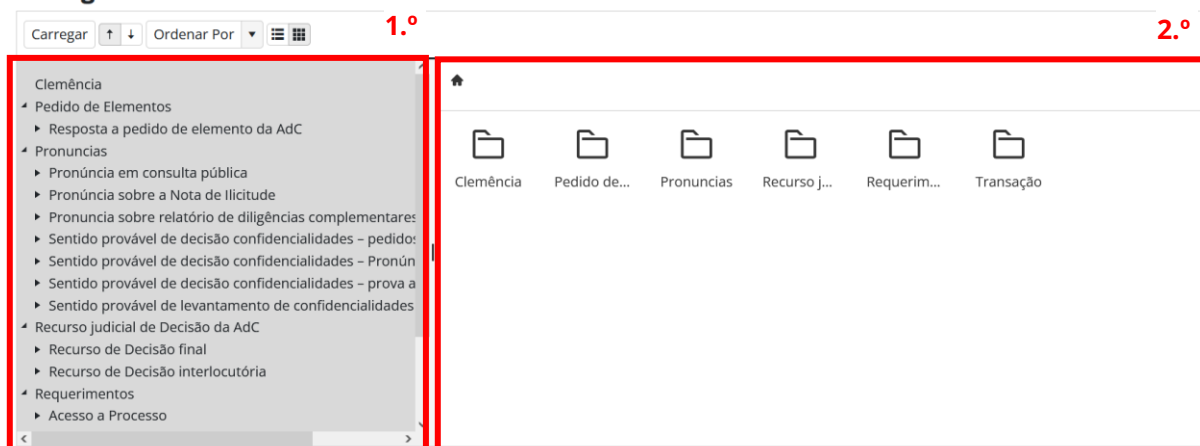 Carregar Ordenar Por
1.º
2.º
Clemência
Pedido de Elementos
Resposta a pedido de elemento da AdC
Pronuncias
Pronúncia em consulta pública
Pronúncia sobre a Nota de Ilicitude
Pronuncia sobre relatório de diligências complementares
Sentido provável de decisão confidencialidades – pedidos
Sentido provável de decisão confidencialidades – Pronún
Sentido provável de decisão confidencialidades – prova a
Sentido provável de levantamento de confidencialidades
Recurso judicial de Decisão da AdC
Recurso de Decisão final
Recurso de Decisão interlocutória
Requerimentos
Acesso a Processo
Clemência Pedido de... Pronuncias Recurso j... Requerim... Transação